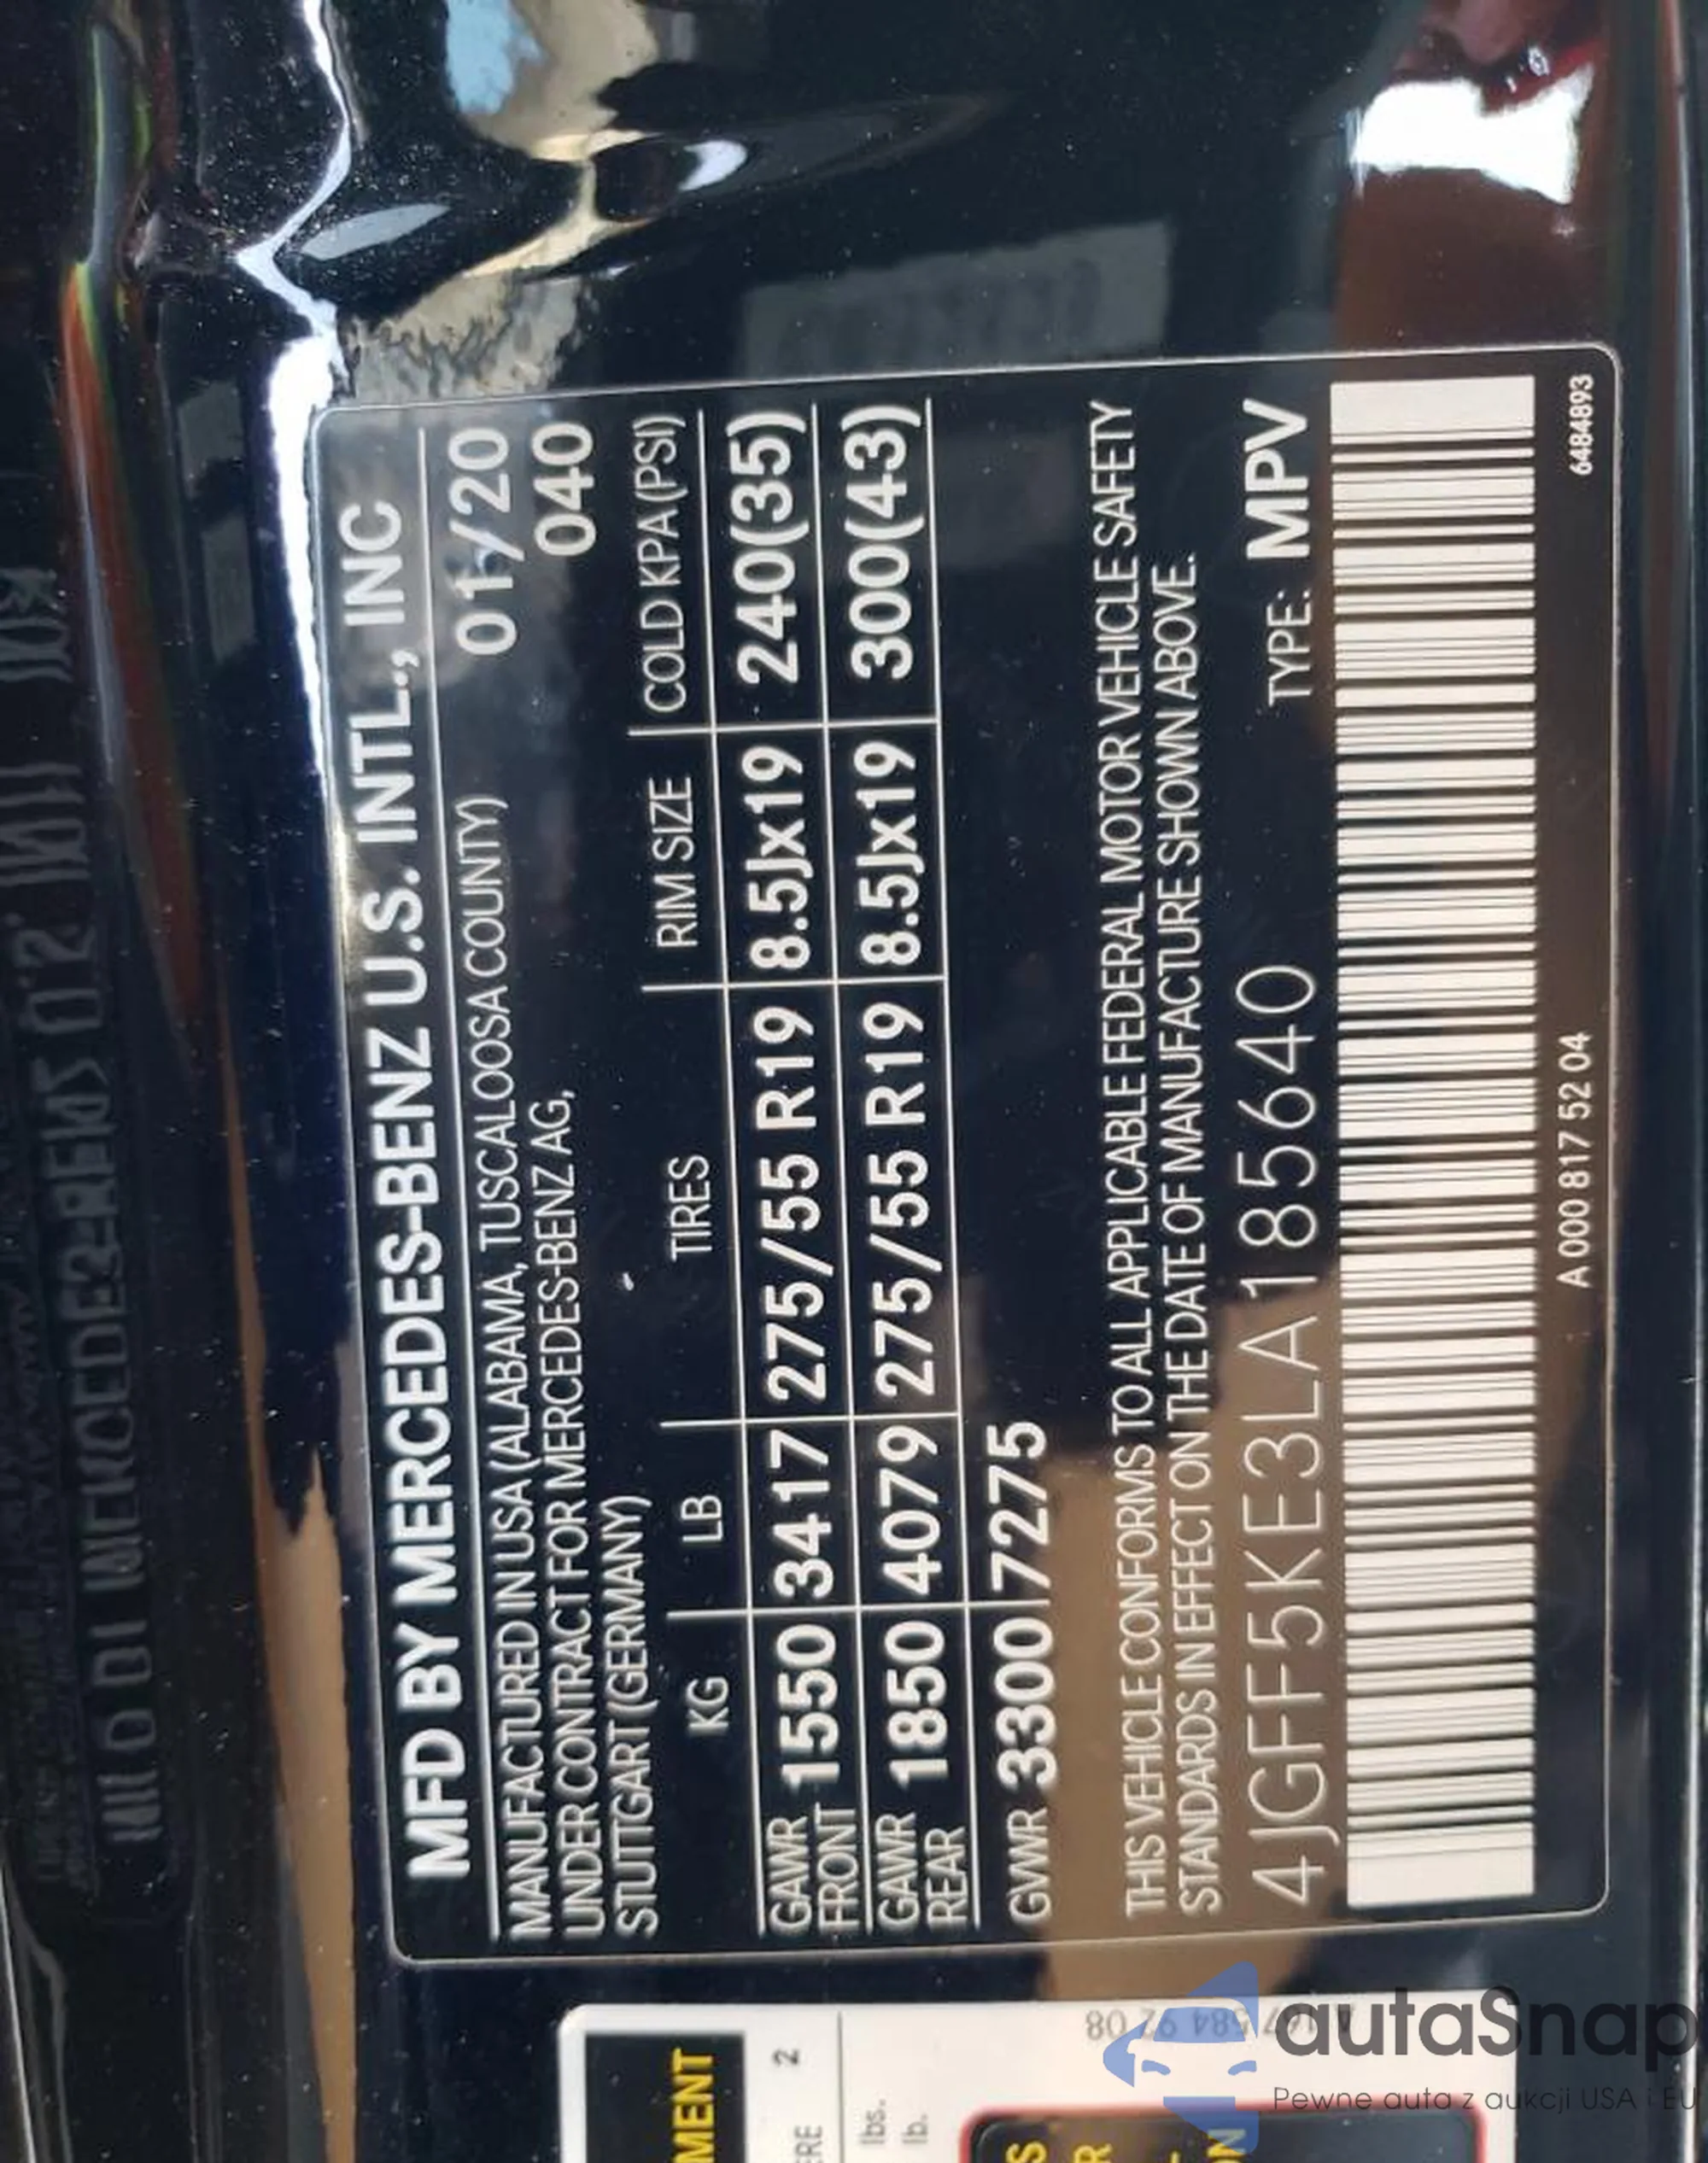 MFD BY MERCEDES-BENZ U.S. INTL., INC
MANUFACTURED IN USA (ALABAMA, TUSCALOOSA COUNTY) 01/20
UNDER CONTRACT FOR MERCEDES-BENZ AG, 040
STUTTGART (GERMANY)
KG LB TIRES RIM SIZE COLD KPA (PSI)
GAWR FRONT 1550 3417 275/55 R19 8.5Jx19 240(35)
GAWR REAR 1850 4079 275/55 R19 8.5Jx19 300(43)
GVWR 3300 7275
THIS VEHICLE CONFORMS TO ALL APPLICABLE FEDERAL MOTOR VEHICLE SAFETY
STANDARDS IN EFFECT ON THE DATE OF MANUFACTURE SHOWN ABOVE.
4JGFF5KE3LA185640 TYPE: MPV
A 000 817 52 04 6484893
2
lbs.
lb.
autaSnap
Pewne auta z aukcji USA i EU